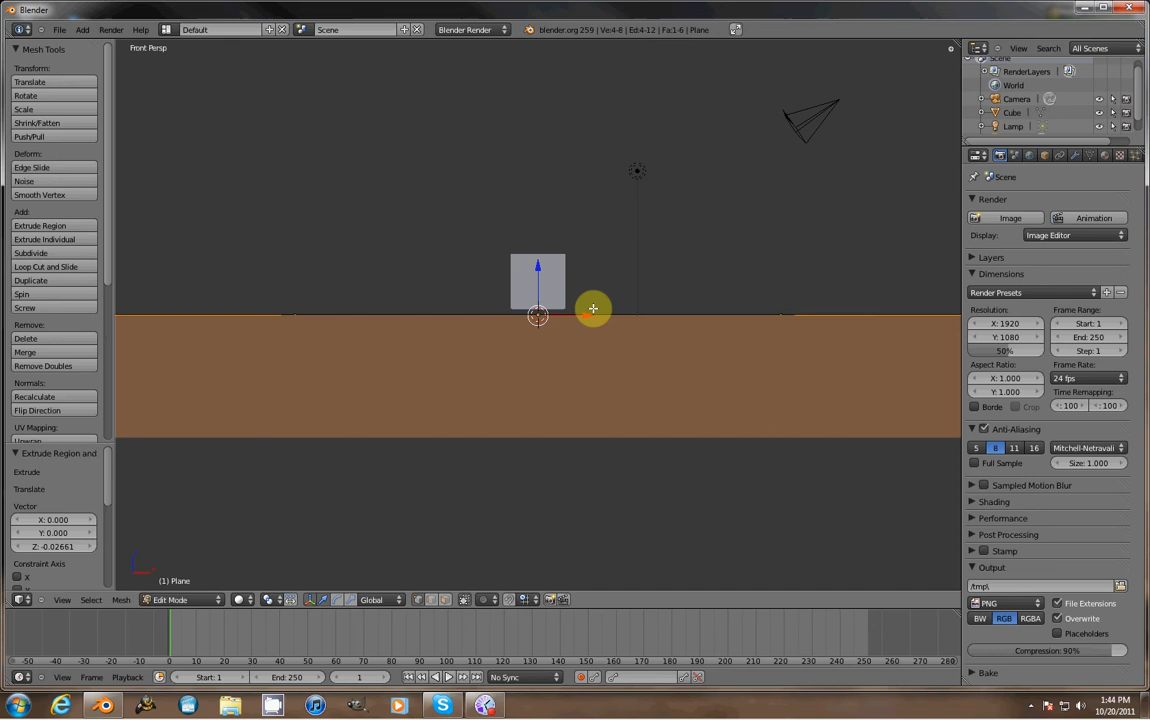 Blender
File Add Render Help Default Scene Blender Render blender.org 259 | Ve:4-8 | Ed:4-12 | Fa:1-6 | Plane
View Search All Scenes
Mesh Tools
Front Persp
Scene
RenderLayers
World
Camera
Cube
Lamp
Transform:
Translate
Rotate
Scale
Shrink/Fatten
Push/Pull
Deform:
Edge Slide
Noise
Smooth Vertex
Add:
Extrude Region
Extrude Individual
Subdivide
Loop Cut and Slide
Duplicate
Spin
Screw
Remove:
Delete
Merge
Remove Doubles
Normals:
Recalculate
Flip Direction
UV Mapping:
Unwrap
Extrude Region and
Extrude
Translate
Vector
X: 0.000
Y: 0.000
Z: -0.02661
Constraint Axis
X
(1) Plane
Scene
Render
Image Animation
Display: Image Editor
Layers
Dimensions
Render Presets
Resolution: Frame Range:
X: 1920 Start: 1
Y: 1080 End: 250
50% Step: 1
Aspect Ratio: Frame Rate:
X: 1.000 24 fps
Y: 1.000 Time Remapping:
Borde Crop : 100 : 100
Anti-Aliasing
5 8 11 16 Mitchell-Netravali
Full Sample Size: 1.000
Sampled Motion Blur
Shading
Performance
Post Processing
Stamp
Output
/tmp\
PNG File Extensions
BW RGB RGBA Overwrite
Placeholders
Compression: 90%
Bake
View Select Mesh Edit Mode Global
-50 -40 -30 -20 -10 0 10 20 30 40 50 60 70 80 90 100 110 120 130 140 150 160 170 180 190 200 210 220 230 240 250 260 270 280
View Frame Playback Start: 1 End: 250 1 No Sync
1:44 PM
10/20/2011